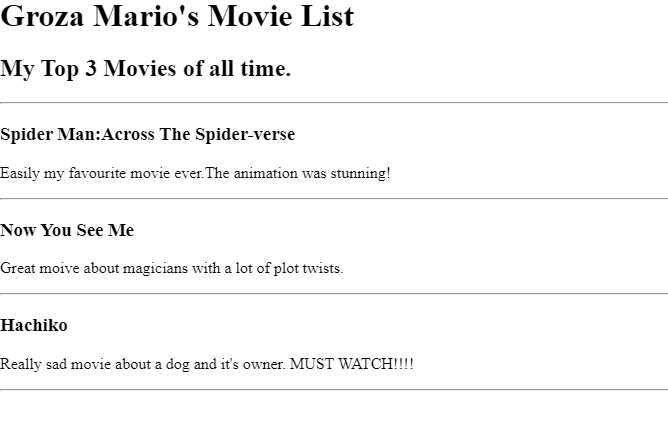 Groza Mario's Movie List
My Top 3 Movies of all time.
Spider Man:Across The Spider-verse
Easily my favourite movie ever.The animation was stunning!
Now You See Me
Great moive about magicians with a lot of plot twists.
Hachiko
Really sad movie about a dog and it's owner. MUST WATCH!!!!